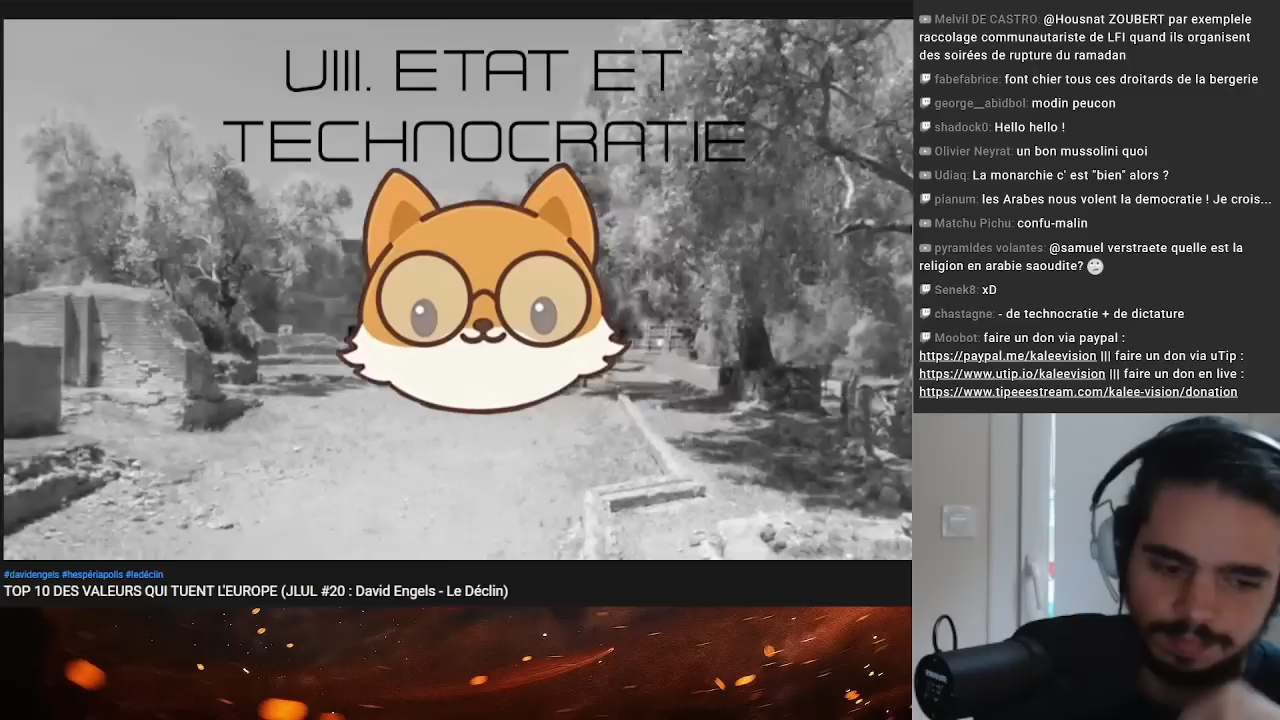 VIII. ETAT ET
TECHNOCRATIE
#davidengels #hespériapolis #ledéclin
TOP 10 DES VALEURS QUI TUENT L'EUROPE (JLUL #20 : David Engels - Le Déclin)
Melvil DE CASTRO: @Housnat ZOUBERT par exemplele
raccolage communautariste de LFI quand ils organisent
des soirées de rupture du ramadan
fabefabrice: font chier tous ces droitards de la bergerie
george__abidbol: modin peucon
shadock0: Hello hello !
Olivier Neyrat: un bon mussolini quoi
Udiaq: La monarchie c' est "bien" alors ?
pianum: les Arabes nous volent la democratie ! Je crois...
Matchu Pichu: confu-malin
pyramides volantes: @samuel verstraete quelle est la
religion en arabie saoudite?
Senek8: xD
chastagne: - de technocratie + de dictature
Moobot: faire un don via paypal :
https://paypal.me/kaleevision ||| faire un don via uTip :
https://www.utip.io/kaleevision ||| faire un don en live :
https://www.tipeeestream.com/kalee-vision/donation